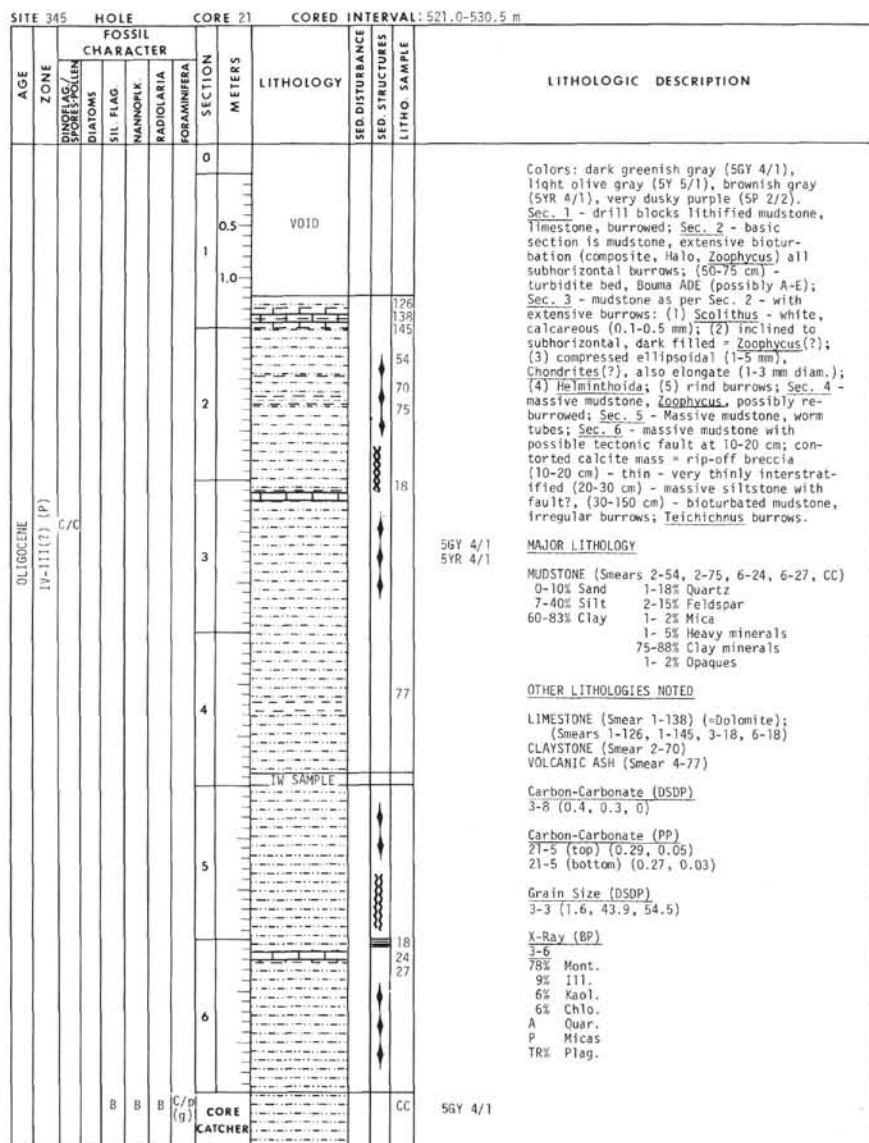 SITE 345 HOLE CORE 21 CORED INTERVAL: 521.0-530.5 m
AGE
ZONE
FOSSIL
CHARACTER
DINOFLAG./
SPORES-POLLEN
DIATOMS
SIL. FLAG.
NANNOPLK.
RADIOLARIA
FORAMINIFERA
SECTION
METERS
LITHOLOGY
SED. DISTURBANCE
SED. STRUCTURES
LITHO. SAMPLE
LITHOLOGIC DESCRIPTION
OLIGOCENE
IV-III(?) (P)
C/C
B B B C/p
(g)
0
1
2
3
4
5
6
CORE
CATCHER
0.5
1.0
VOID
IW SAMPLE
126
138
145
54
70
75
18
77
18
24
27
CC
5GY 4/1
5YR 4/1
5GY 4/1
Colors: dark greenish gray (5GY 4/1),
light olive gray (5Y 5/1), brownish gray
(5YR 4/1), very dusky purple (5P 2/2).
Sec. 1 - drill blocks lithified mudstone,
limestone, burrowed; Sec. 2 - basic
section is mudstone, extensive biotur-
bation (composite, Halo, Zoophycus) all
subhorizontal burrows; (50-75 cm) -
turbidite bed, Bouma ADE (possibly A→E);
Sec. 3 - mudstone as per Sec. 2 - with
extensive burrows: (1) Scolithus - white,
calcareous (0.1-0.5 mm); (2) inclined to
subhorizontal, dark filled = Zoophycus(?);
(3) compressed ellipsoidal (1-5 mm),
Chondrites(?), also elongate (1-3 mm diam.);
(4) Helminthoida; (5) rind burrows; Sec. 4 -
massive mudstone, Zoophycus, possibly re-
burrowed; Sec. 5 - Massive mudstone, worm
tubes; Sec. 6 - massive mudstone with
possible tectonic fault at 10-20 cm; con-
torted calcite mass = rip-off breccia
(10-20 cm) - thin - very thinly interstrat-
ified (20-30 cm) - massive siltstone with
fault?, (30-150 cm) - bioturbated mudstone,
irregular burrows; Teichichnus burrows.
MAJOR LITHOLOGY
MUDSTONE (Smears 2-54, 2-75, 6-24, 6-27, CC)
0-10% Sand 1-18% Quartz
7-40% Silt 2-15% Feldspar
60-83% Clay 1- 2% Mica
1- 5% Heavy minerals
75-88% Clay minerals
1- 2% Opaques
OTHER LITHOLOGIES NOTED
LIMESTONE (Smear 1-138) (=Dolomite);
(Smears 1-126, 1-145, 3-18, 6-18)
CLAYSTONE (Smear 2-70)
VOLCANIC ASH (Smear 4-77)
Carbon-Carbonate (DSDP)
3-8 (0.4, 0.3, 0)
Carbon-Carbonate (PP)
21-5 (top) (0.29, 0.05)
21-5 (bottom) (0.27, 0.03)
Grain Size (DSDP)
3-3 (1.6, 43.9, 54.5)
X-Ray (BP)
3-6
78% Mont.
9% Ill.
6% Kaol.
6% Chlo.
A Quar.
P Micas
TR% Plag.